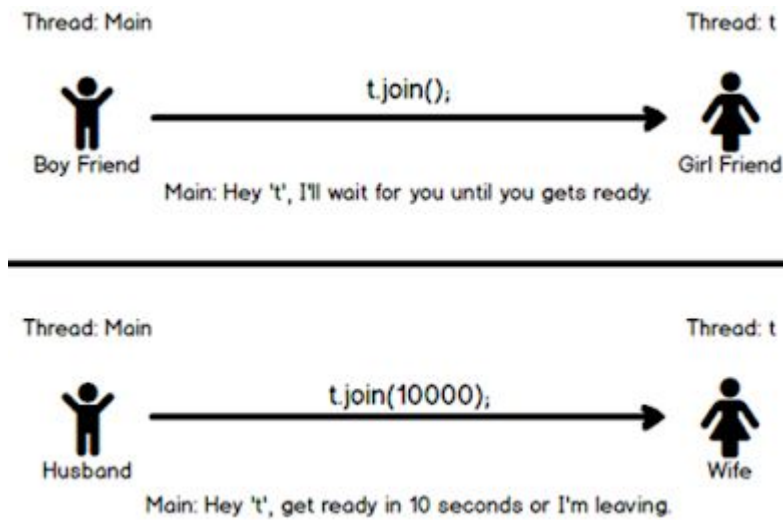 Thread: Main
Thread: t
t.join();
Boy Friend
Girl Friend
Main: Hey 't', I'll wait for you until you gets ready.
Thread: Main
Thread: t
t.join(10000);
Husband
Wife
Main: Hey 't', get ready in 10 seconds or I'm leaving.